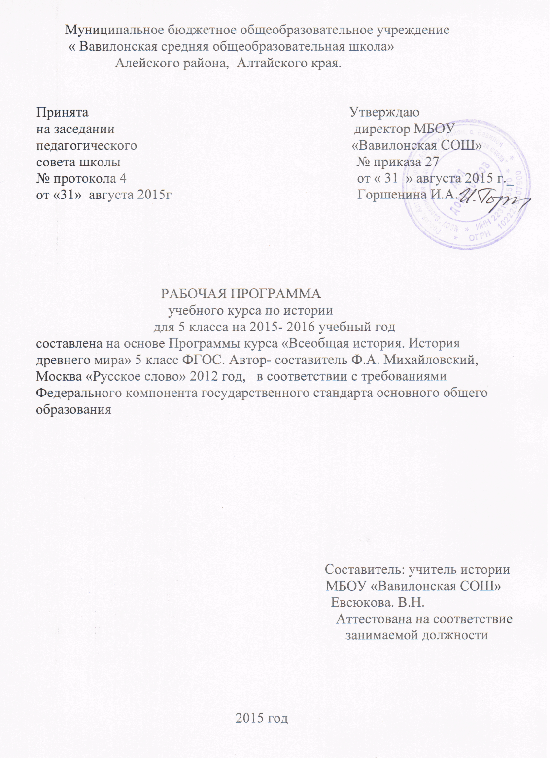 Муниципальное бюджетное общеобразовательное учреждение
« Вавилонская средняя общеобразовательная школа»
Алейского района, Алтайского края.
Принята
на заседании
педагогического
совета школы
№ протокола 4
от «31» августа 2015г
Утверждаю
директор МБОУ
«Вавилонская СОШ»
№ приказа 27
от « 31 » августа 2015 г._
Горшенина И.А.
РАБОЧАЯ ПРОГРАММА
учебного курса по истории
для 5 класса на 2015- 2016 учебный год
составлена на основе Программы курса «Всеобщая история. История
древнего мира» 5 класс ФГОС. Автор- составитель Ф.А. Михайловский,
Москва «Русское слово» 2012 год, в соответствии с требованиями
Федерального компонента государственного стандарта основного общего
образования
Составитель: учитель истории
МБОУ «Вавилонская СОШ»
Евсюкова. В.Н.
Аттестована на соответствие
занимаемой должности
2015 год